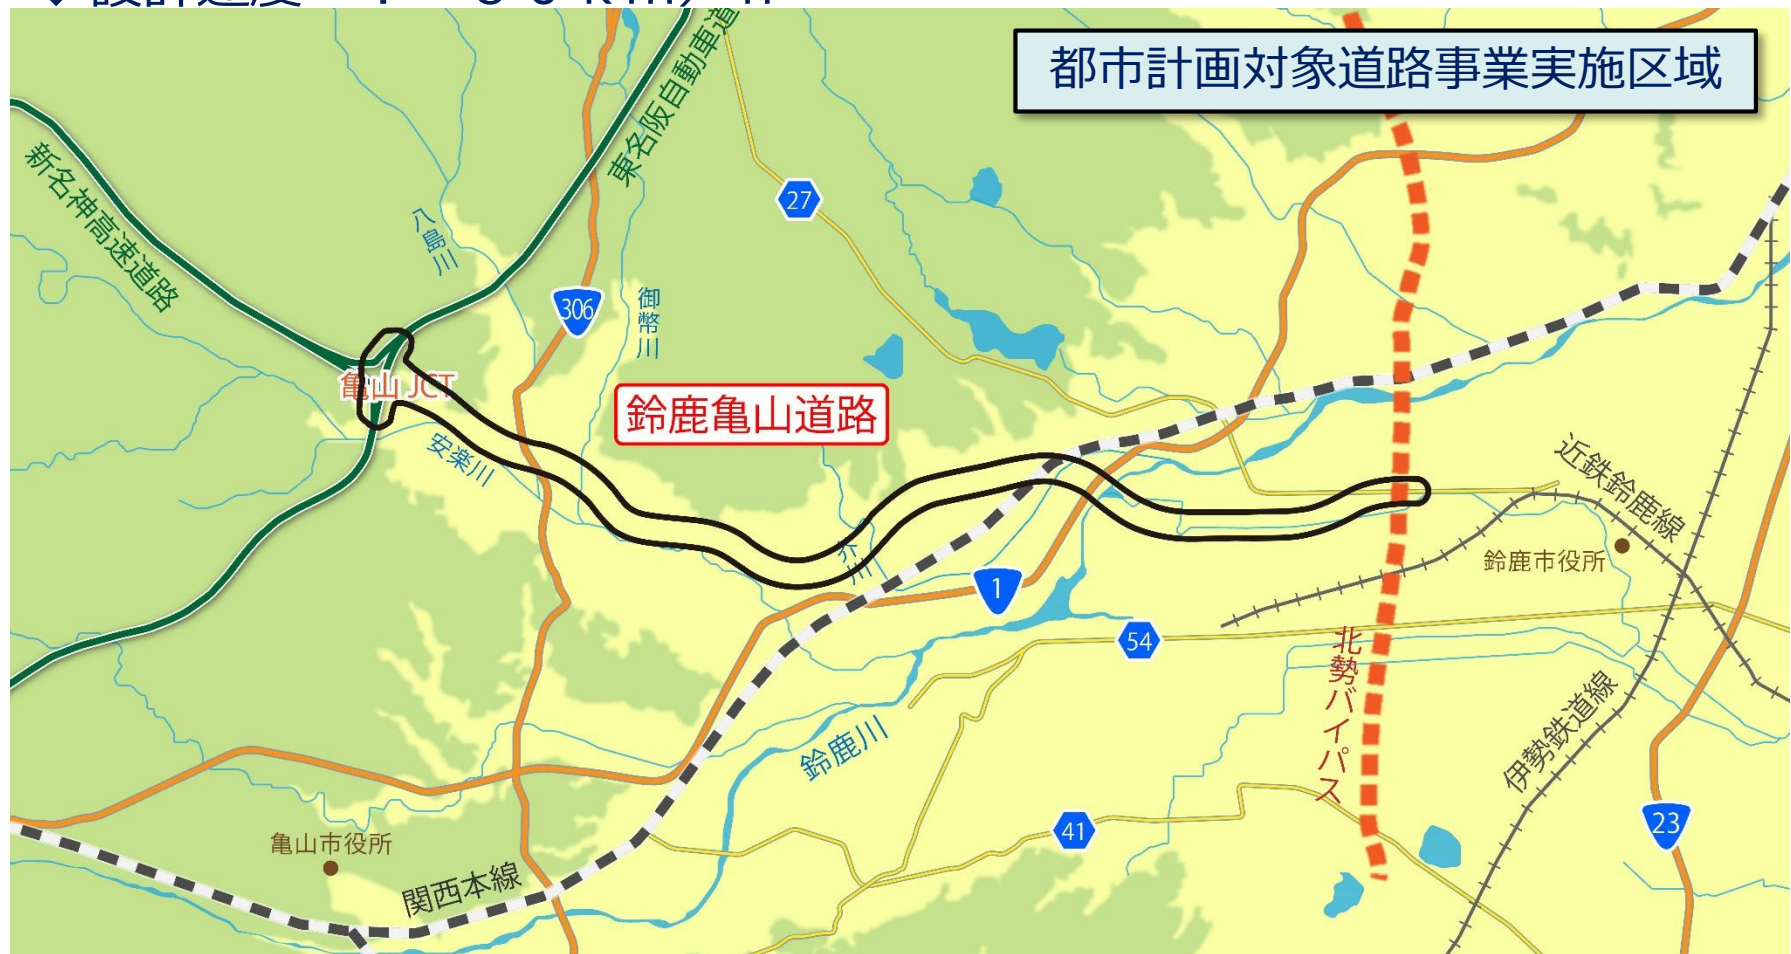 都市計画対象道路事業実施区域
東名阪自動車道
新名神高速道路
八島川
27
306
御幣川
亀山JCT
鈴鹿亀山道路
安楽川
近鉄鈴鹿線
鈴鹿市役所
介川
1
54
北勢バイパス
鈴鹿川
伊勢鉄道線
41
23
亀山市役所
関西本線